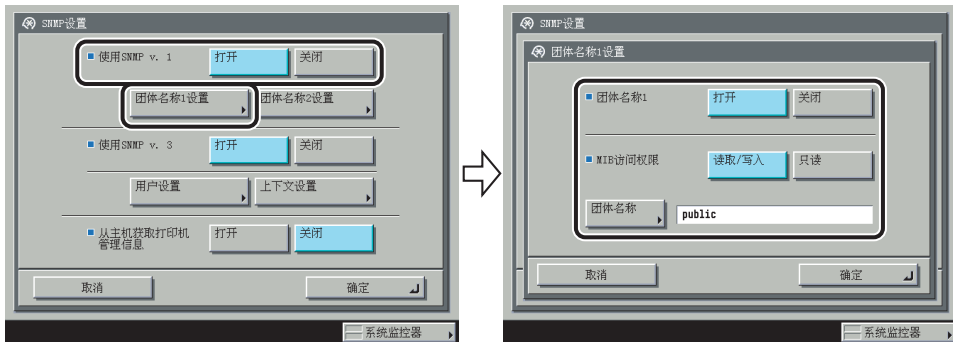 SNMP设置
使用SNMP v. 1 打开 关闭
团体名称1设置 团体名称2设置
使用SNMP v. 3 打开 关闭
用户设置 上下文设置
从主机获取打印机 打开 关闭
管理信息
取消 确定
系统监控器
SNMP设置
团体名称1设置
团体名称1 打开 关闭
MIB访问权限 读取/写入 只读
团体名称 public
取消 确定
系统监控器